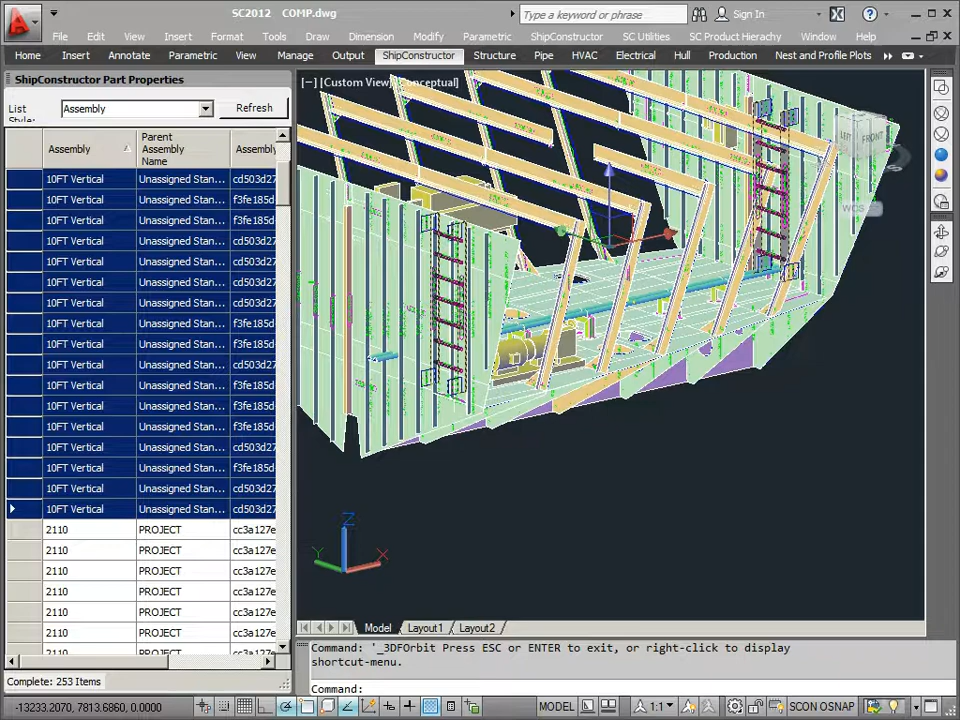 SC2012 COMP.dwg
Type a keyword or phrase
Sign In
File Edit View Insert Format Tools Draw Dimension Modify Parametric ShipConstructor SC Utilities SC Product Hierarchy Window Help
Home Insert Annotate Parametric View Manage Output ShipConstructor Structure Pipe HVAC Electrical Hull Production Nest and Profile Plots
ShipConstructor Part Properties
List Style:
Assembly
Refresh
[−] [Custom View]
Assembly Parent Assembly Name Assembly
10FT Vertical Unassigned Stan... cd503d27
10FT Vertical Unassigned Stan... f3fe185d
10FT Vertical Unassigned Stan... cd503d27
10FT Vertical Unassigned Stan... f3fe185d
10FT Vertical Unassigned Stan... cd503d27
10FT Vertical Unassigned Stan... f3fe185d
10FT Vertical Unassigned Stan... cd503d27
10FT Vertical Unassigned Stan... f3fe185d
10FT Vertical Unassigned Stan... f3fe185d
10FT Vertical Unassigned Stan... cd503d27
10FT Vertical Unassigned Stan... f3fe185d
10FT Vertical Unassigned Stan... f3fe185d
10FT Vertical Unassigned Stan... cd503d27
10FT Vertical Unassigned Stan... cd503d27
10FT Vertical Unassigned Stan... f3fe185d
10FT Vertical Unassigned Stan... cd503d27
10FT Vertical Unassigned Stan... cd503d27
2110 PROJECT cc3a127e
2110 PROJECT cc3a127e
2110 PROJECT cc3a127e
2110 PROJECT cc3a127e
2110 PROJECT cc3a127e
2110 PROJECT cc3a127e
LEFT FRONT
WCS
Z
Y X
Model Layout1 Layout2
Complete: 253 Items
Command: '_3DFOrbit Press ESC or ENTER to exit, or right-click to display
shortcut-menu.
Command:
-13233.2070, 7813.6860, 0.0000
MODEL
1:1
SCON OSNAP